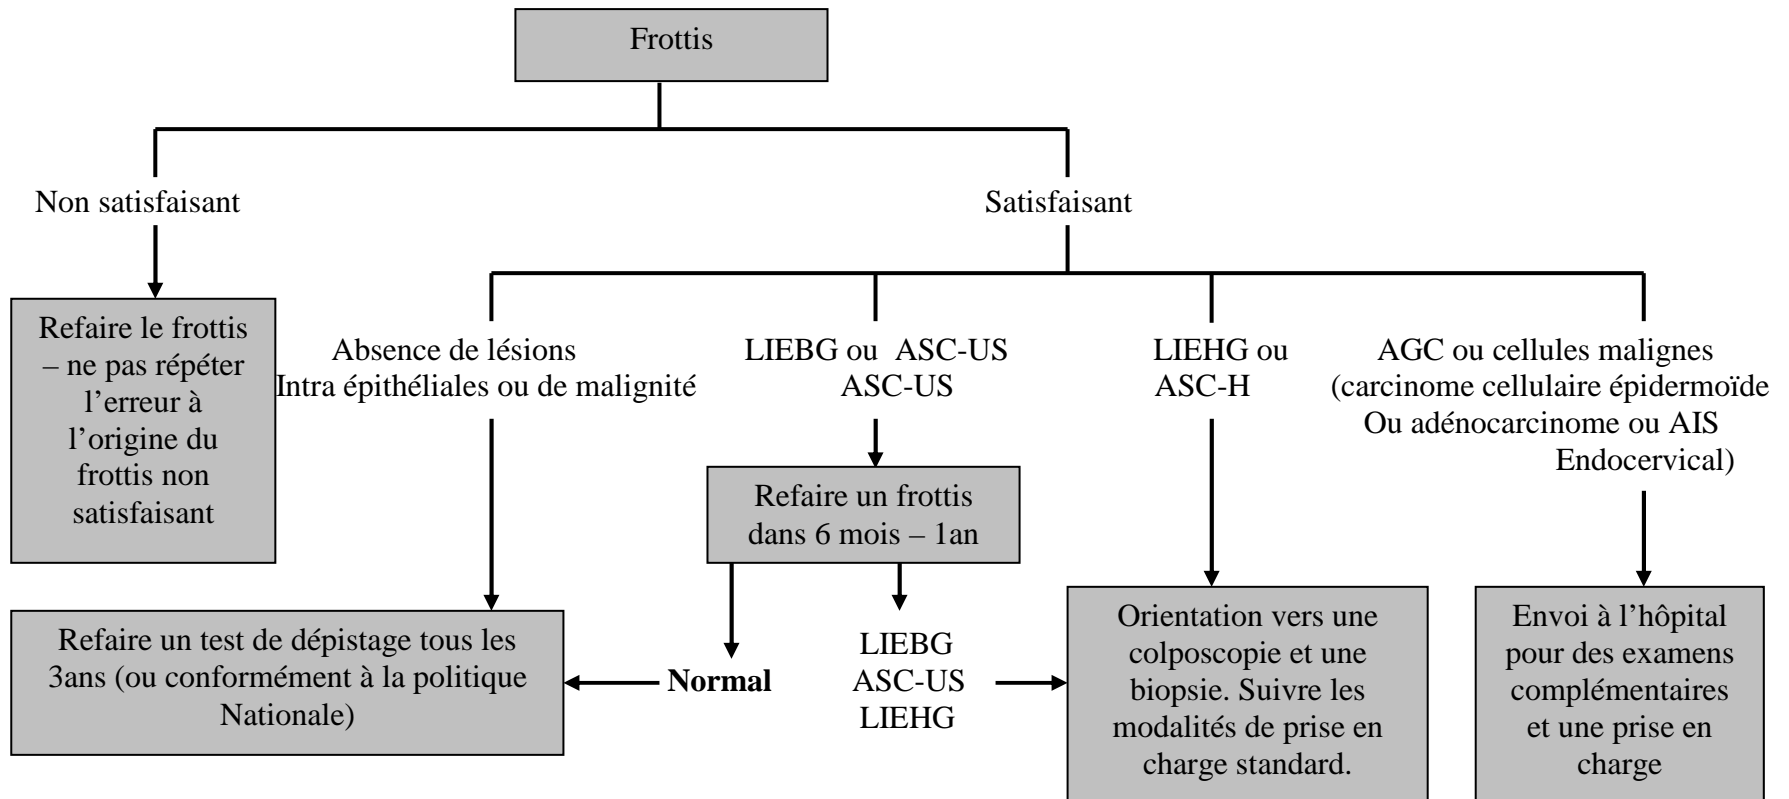 Frottis
Non satisfaisant
Satisfaisant
Refaire le frottis
– ne pas répéter
l’erreur à
l’origine du
frottis non
satisfaisant
Absence de lésions
Intra épithéliales ou de malignité
LIEBG ou ASC-US
ASC-US
LIEHG ou
ASC-H
AGC ou cellules malignes
(carcinome cellulaire épidermoïde
Ou adénocarcinome ou AIS
Endocervical)
Refaire un frottis
dans 6 mois – 1an
Refaire un test de dépistage tous les
3ans (ou conformément à la politique
Nationale)
Normal
LIEBG
ASC-US
LIEHG
Orientation vers une
colposcopie et une
biopsie. Suivre les
modalités de prise en
charge standard.
Envoi à l’hôpital
pour des examens
complémentaires
et une prise en
charge